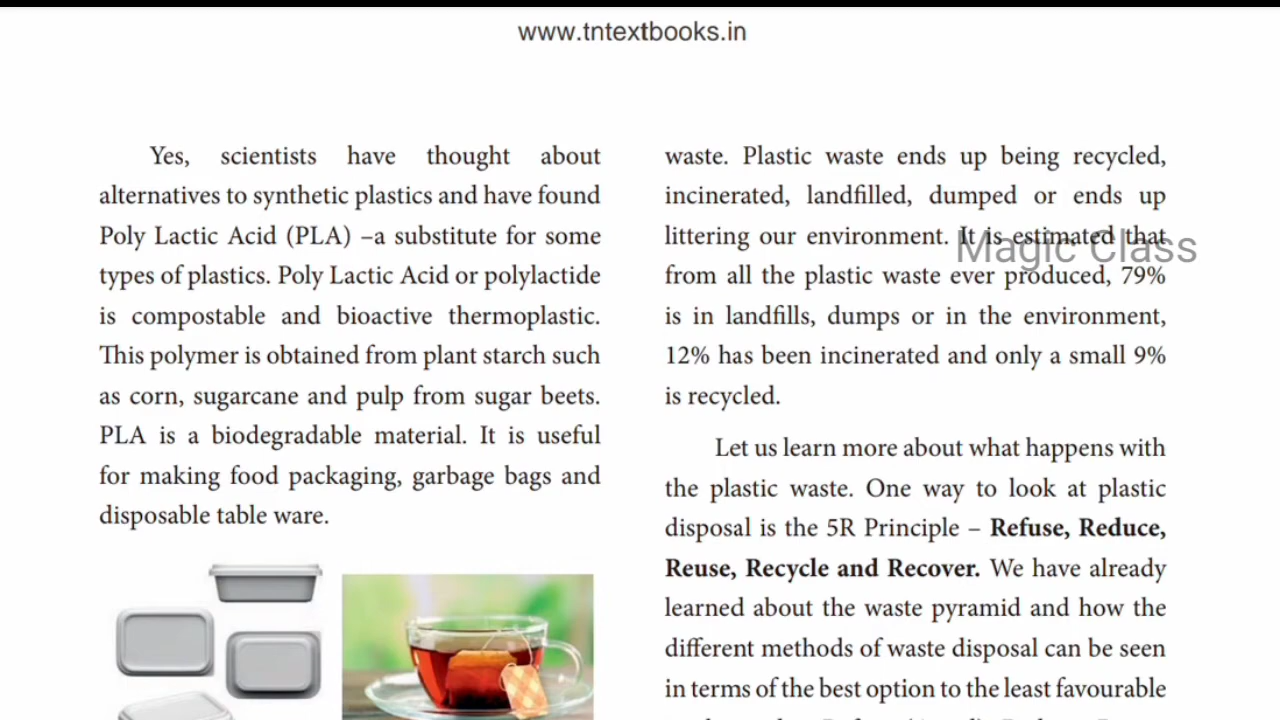 www.tntextbooks.in
Yes, scientists have thought about
alternatives to synthetic plastics and have found
Poly Lactic Acid (PLA) –a substitute for some
types of plastics. Poly Lactic Acid or polylactide
is compostable and bioactive thermoplastic.
This polymer is obtained from plant starch such
as corn, sugarcane and pulp from sugar beets.
PLA is a biodegradable material. It is useful
for making food packaging, garbage bags and
disposable table ware.
waste. Plastic waste ends up being recycled,
incinerated, landfilled, dumped or ends up
littering our environment. It is estimated that
Magic Class
from all the plastic waste ever produced, 79%
is in landfills, dumps or in the environment,
12% has been incinerated and only a small 9%
is recycled.
Let us learn more about what happens with
the plastic waste. One way to look at plastic
disposal is the 5R Principle – Refuse, Reduce,
Reuse, Recycle and Recover. We have already
learned about the waste pyramid and how the
different methods of waste disposal can be seen
in terms of the best option to the least favourable